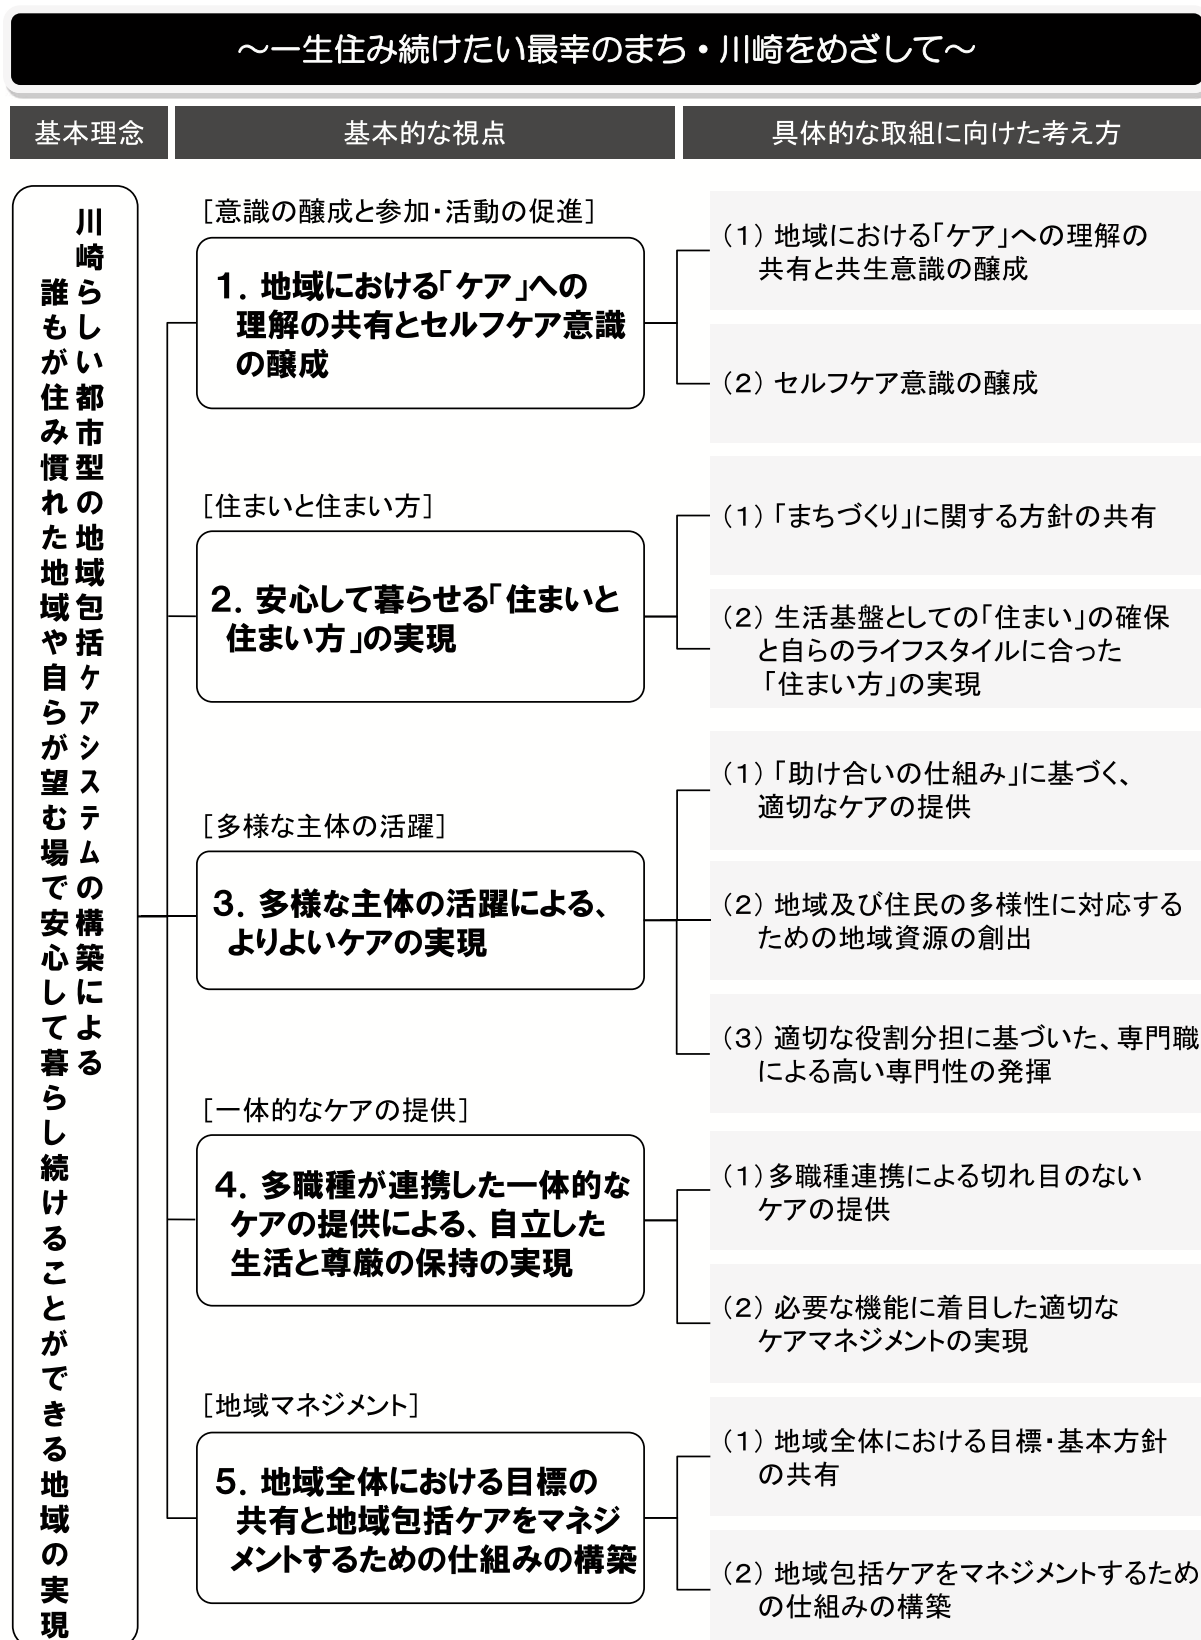 ～一生住み続けたい最幸のまち・川崎をめざして～
基本理念
基本的な視点
具体的な取組に向けた考え方
川崎らしい都市型の地域包括ケアシステムの構築による
誰もが住み慣れた地域や自らが望む場で安心して暮らし続けることができる地域の実現
［意識の醸成と参加・活動の促進］
１．地域における「ケア」への
理解の共有とセルフケア意識
の醸成
（１）地域における「ケア」への理解の
共有と共生意識の醸成
（２）セルフケア意識の醸成
［住まいと住まい方］
２．安心して暮らせる「住まいと
住まい方」の実現
（１）「まちづくり」に関する方針の共有
（２）生活基盤としての「住まい」の確保
と自らのライフスタイルに合った
「住まい方」の実現
［多様な主体の活躍］
３．多様な主体の活躍による、
よりよいケアの実現
（１）「助け合いの仕組み」に基づく、
適切なケアの提供
（２）地域及び住民の多様性に対応する
ための地域資源の創出
（３）適切な役割分担に基づいた、専門職
による高い専門性の発揮
［一体的なケアの提供］
４．多職種が連携した一体的な
ケアの提供による、自立した
生活と尊厳の保持の実現
（１）多職種連携による切れ目のない
ケアの提供
（２）必要な機能に着目した適切な
ケアマネジメントの実現
［地域マネジメント］
５．地域全体における目標の
共有と地域包括ケアをマネジ
メントするための仕組みの構築
（１）地域全体における目標・基本方針
の共有
（２）地域包括ケアをマネジメントするため
の仕組みの構築